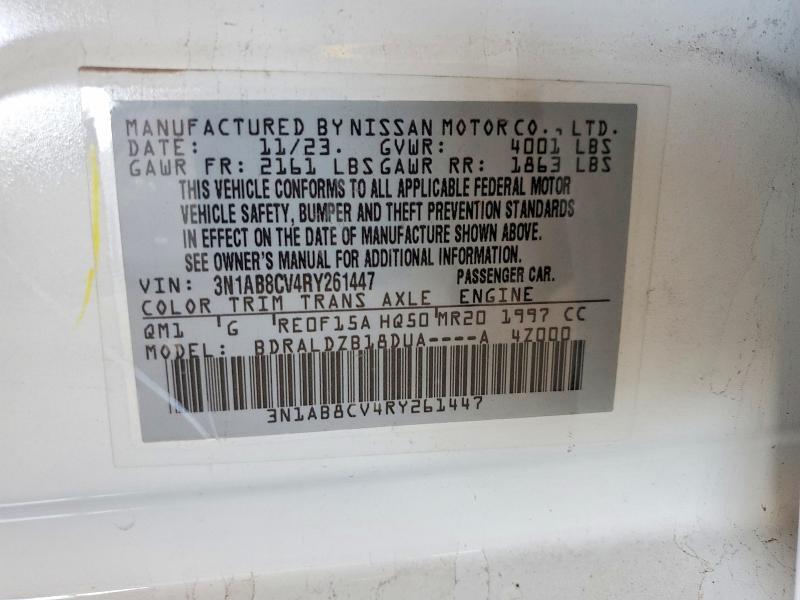 MANUFACTURED BY NISSAN MOTOR CO., LTD.
DATE: 11/23. GVWR: 4001 LBS
GAWR FR: 2161 LBS GAWR RR: 1863 LBS
THIS VEHICLE CONFORMS TO ALL APPLICABLE FEDERAL MOTOR
VEHICLE SAFETY, BUMPER AND THEFT PREVENTION STANDARDS
IN EFFECT ON THE DATE OF MANUFACTURE SHOWN ABOVE.
SEE OWNER'S MANUAL FOR ADDITIONAL INFORMATION.
VIN: 3N1AB8CV4RY261447 PASSENGER CAR.
COLOR TRIM TRANS AXLE ENGINE
QM1 G RE0F15A HQ50 MR20 1997 CC
MODEL: BDRALDZB18DUA----A 4Z000
3N1AB8CV4RY261447